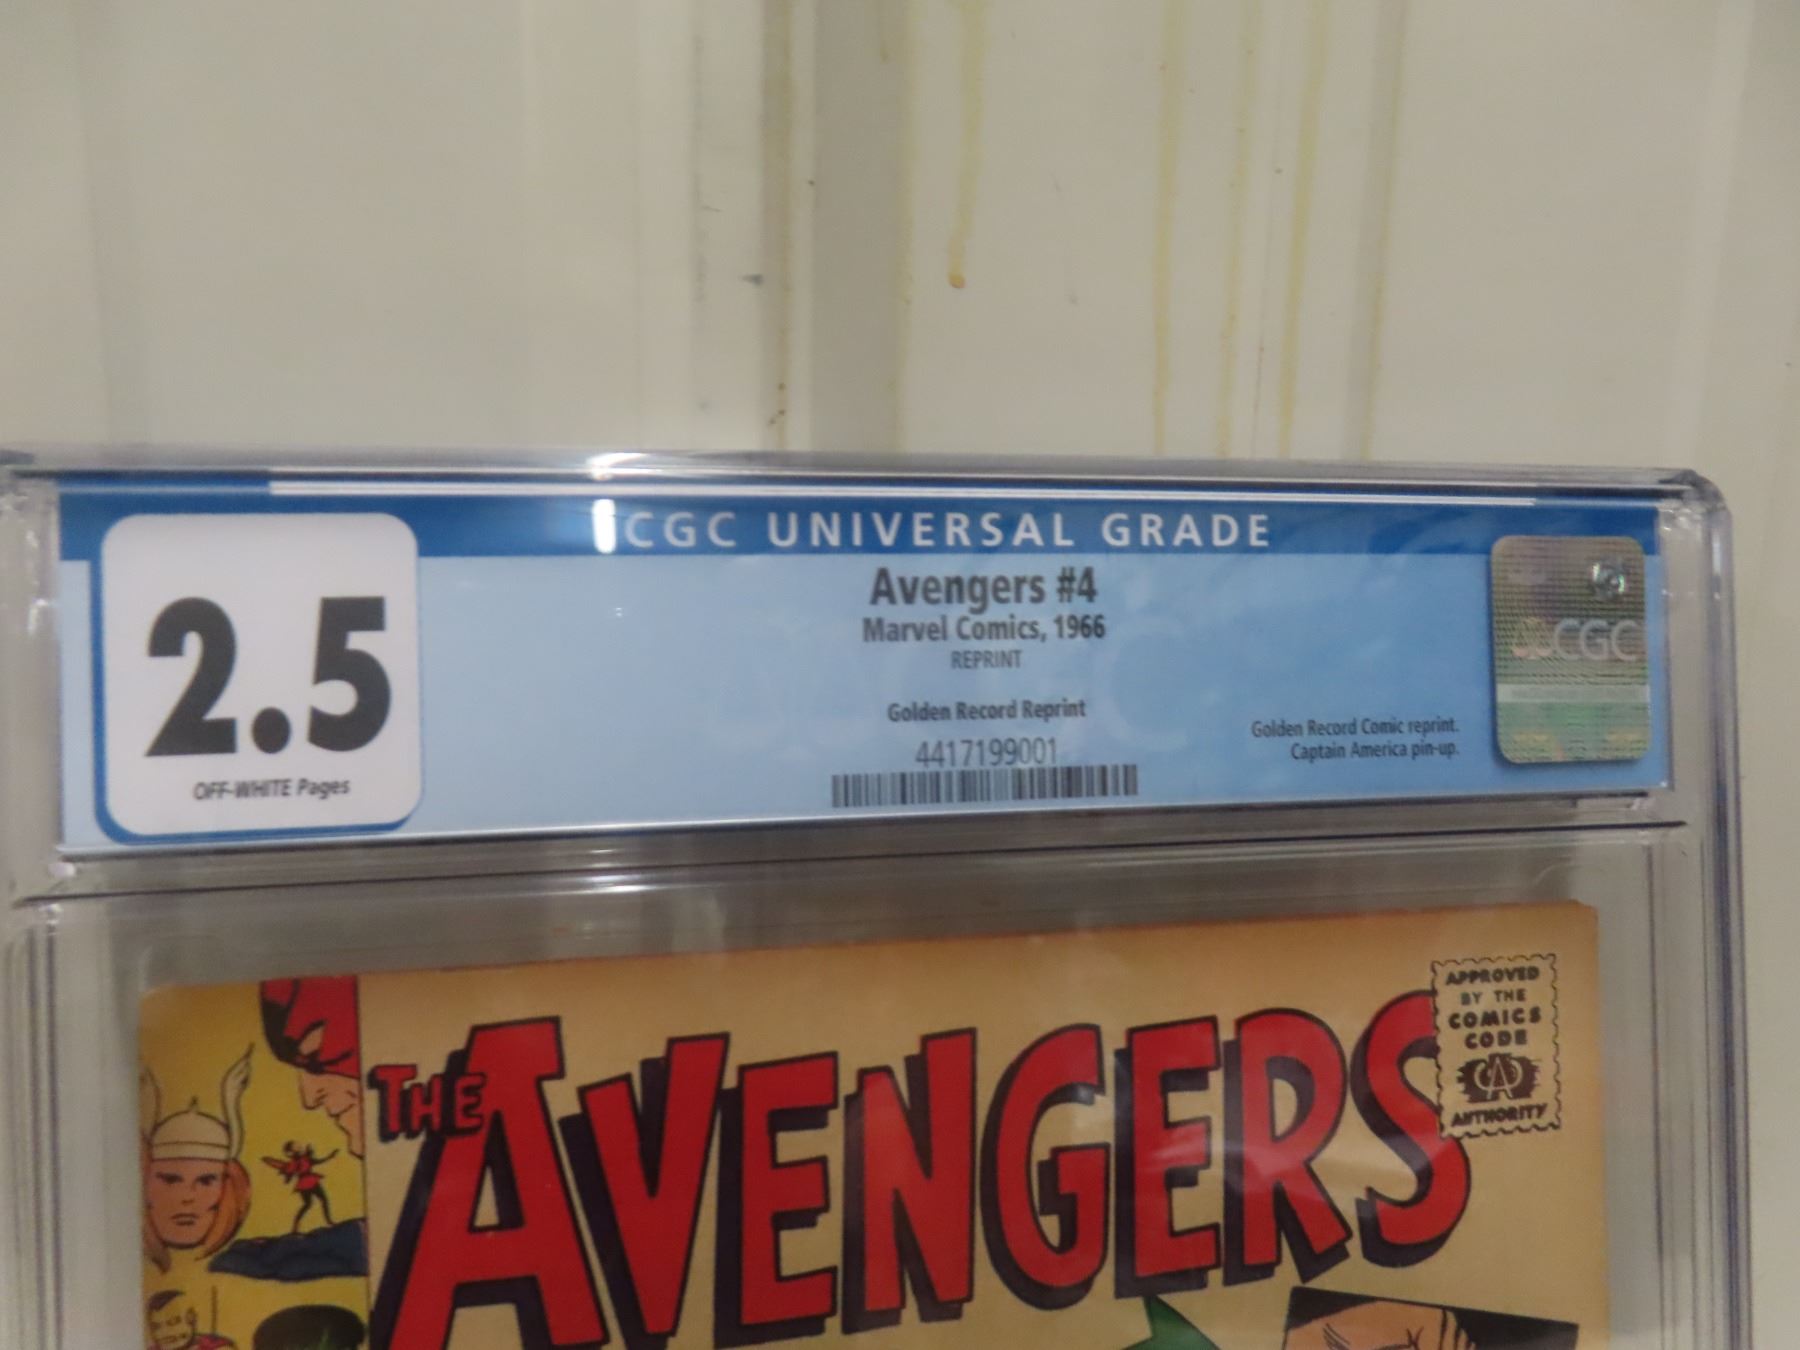 CGC UNIVERSAL GRADE
2.5
OFF-WHITE Pages
Avengers #4
Marvel Comics, 1966
REPRINT
Golden Record Reprint
4417199001
Golden Record Comic reprint.
Captain America pin-up.
CGC
THE AVENGERS
APPROVED
BY THE
COMICS
CODE
CA
AUTHORITY